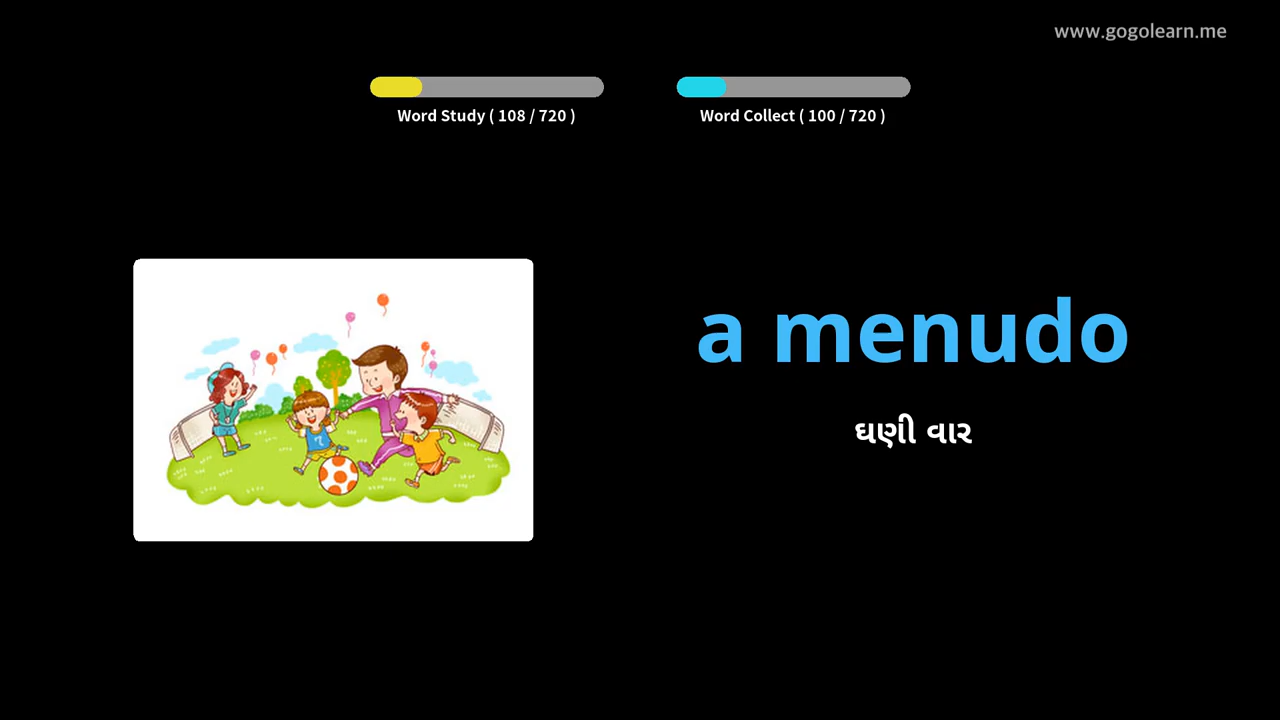 www.gogolearn.me
Word Study ( 108 / 720 )
Word Collect ( 100 / 720 )
a menudo
ઘણી વાર